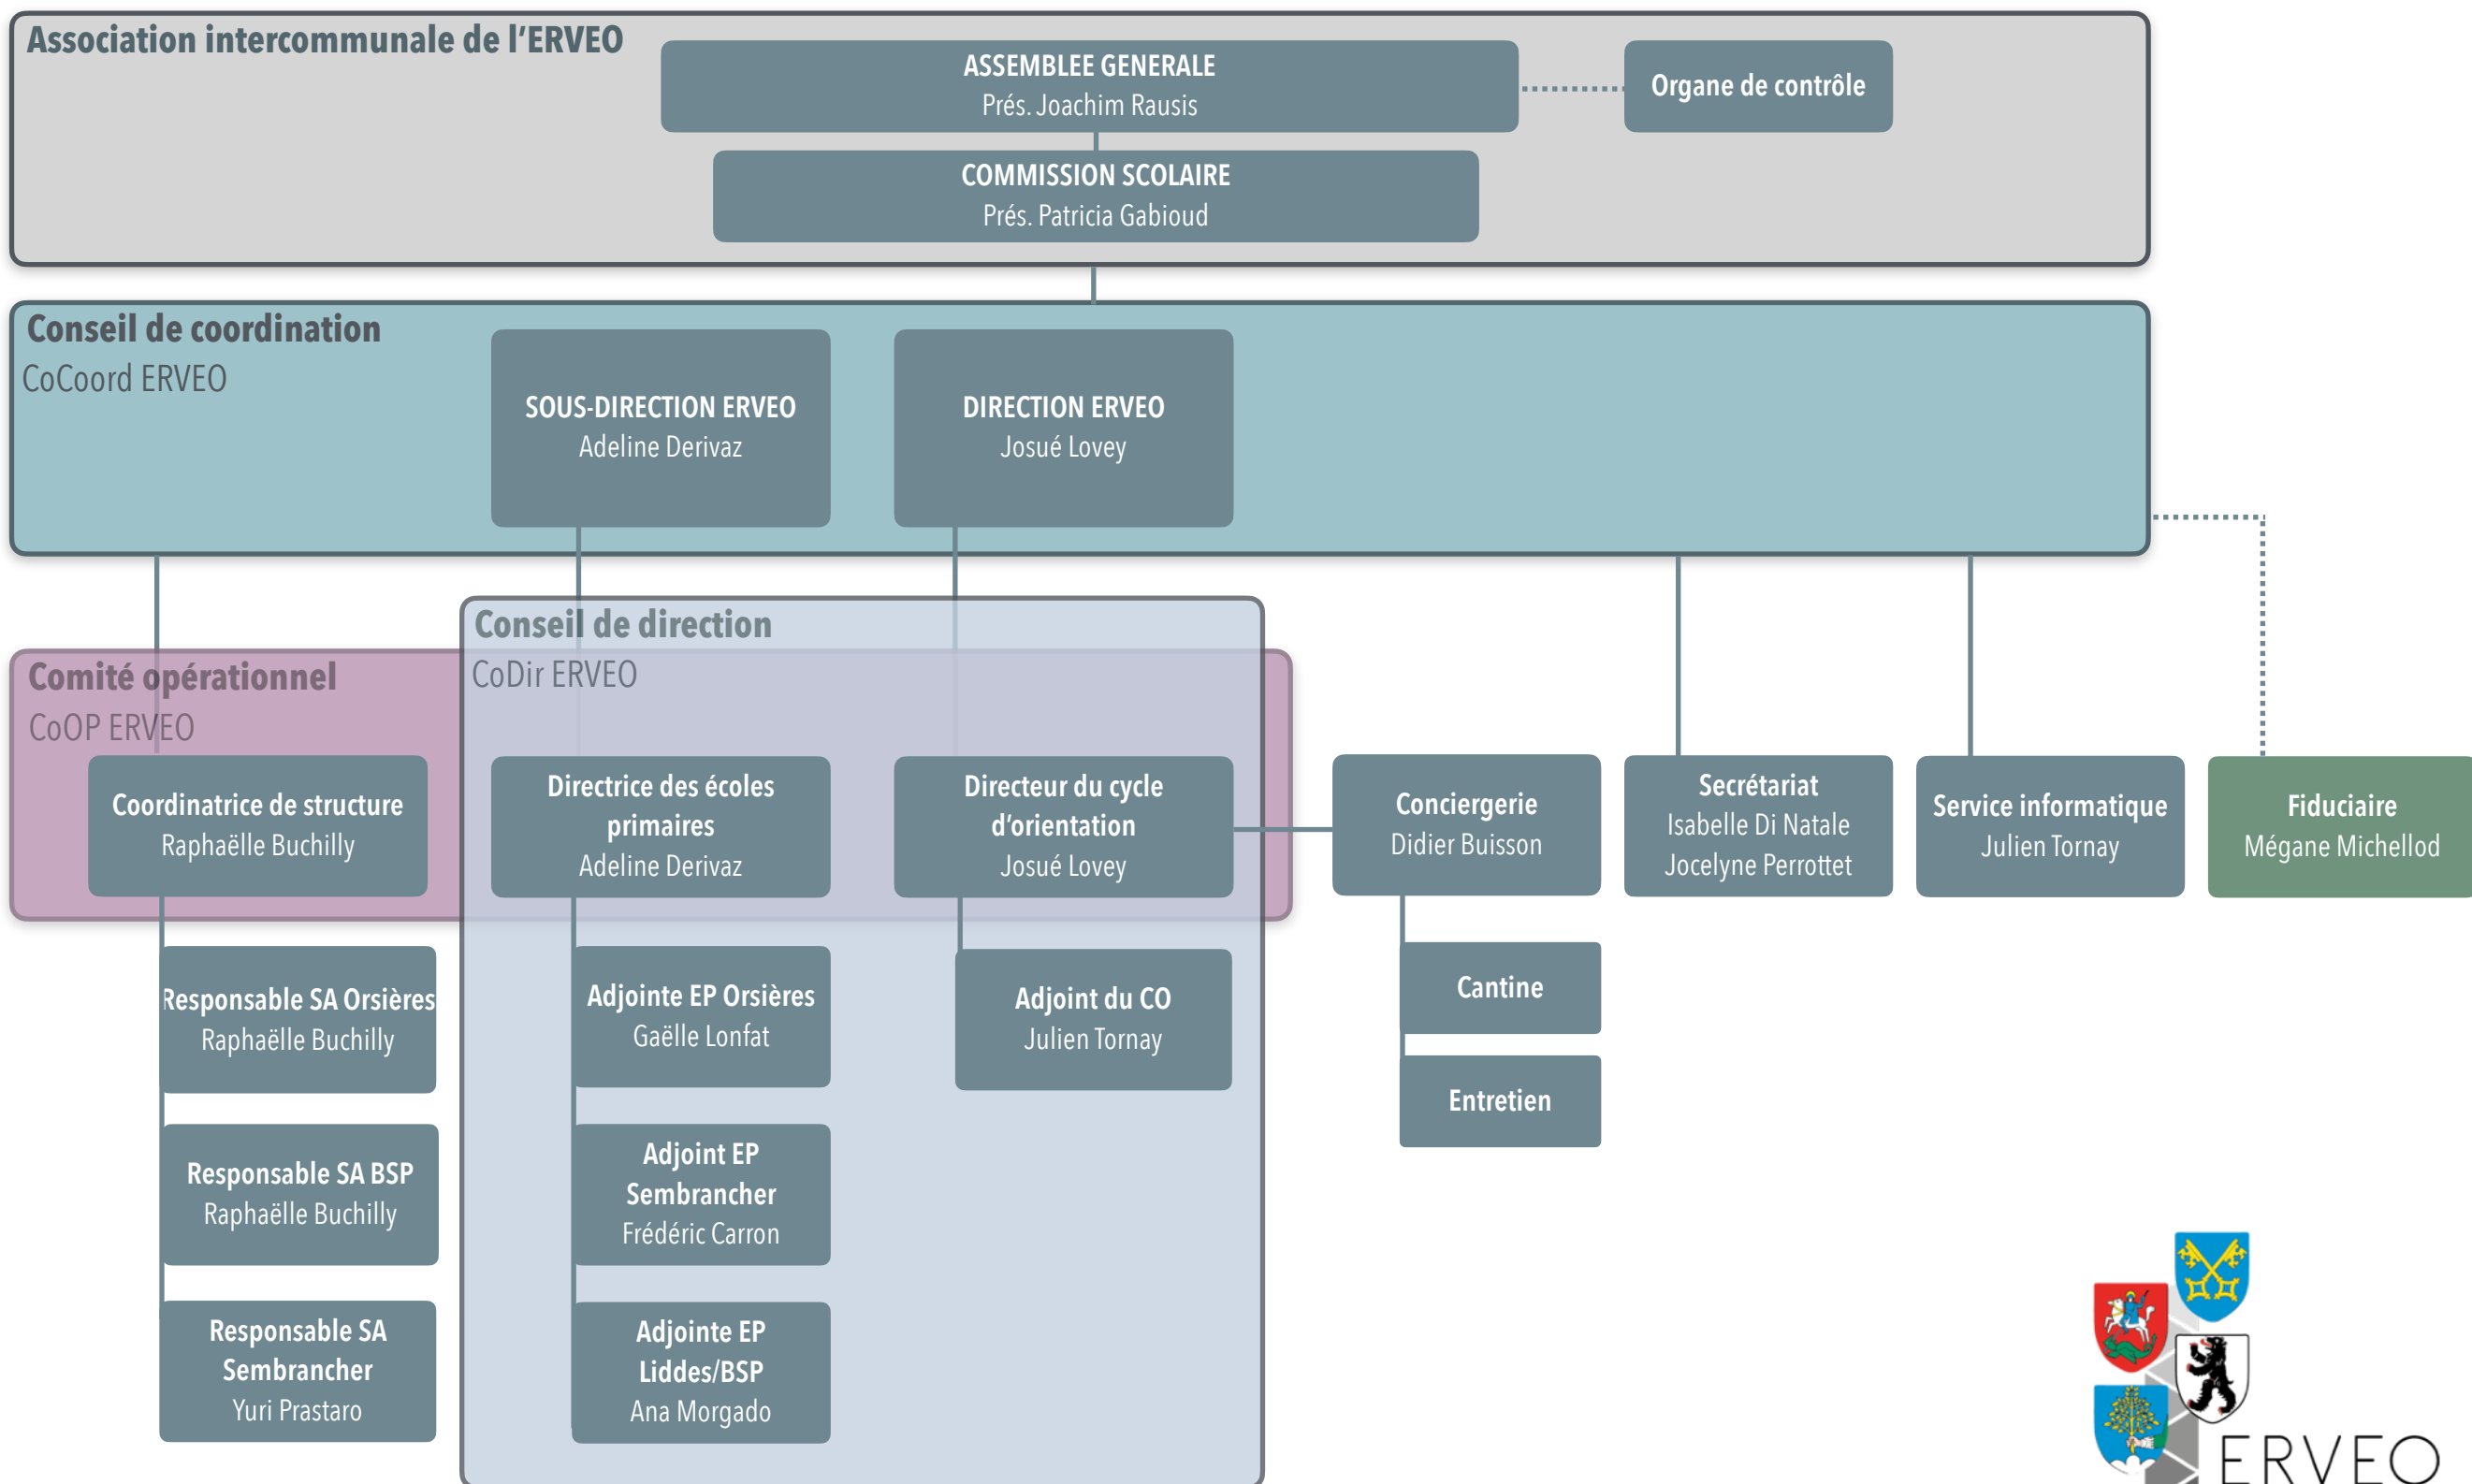 Association intercommunale de l'ERVEO
ASSEMBLEE GENERALE
Prés. Joachim Rausis
Organe de contrôle
COMMISSION SCOLAIRE
Prés. Patricia Gabioud
Conseil de coordination
CoCoord ERVEO
SOUS-DIRECTION ERVEO
Adeline Derivaz
DIRECTION ERVEO
Josué Lovey
Conseil de direction
CoDir ERVEO
Comité opérationnel
CoOP ERVEO
Coordinatrice de structure
Raphaëlle Buchilly
Directrice des écoles
primaires
Adeline Derivaz
Directeur du cycle
d'orientation
Josué Lovey
Conciergerie
Didier Buisson
Secrétariat
Isabelle Di Natale
Jocelyne Perrottet
Service informatique
Julien Tornay
Fiduciaire
Mégane Michellod
Responsable SA Orsières
Raphaëlle Buchilly
Adjointe EP Orsières
Gaëlle Lonfat
Adjoint du CO
Julien Tornay
Cantine
Entretien
Responsable SA BSP
Raphaëlle Buchilly
Adjoint EP
Sembrancher
Frédéric Carron
Responsable SA
Sembrancher
Yuri Prastaro
Adjointe EP
Liddes/BSP
Ana Morgado
ERVEO